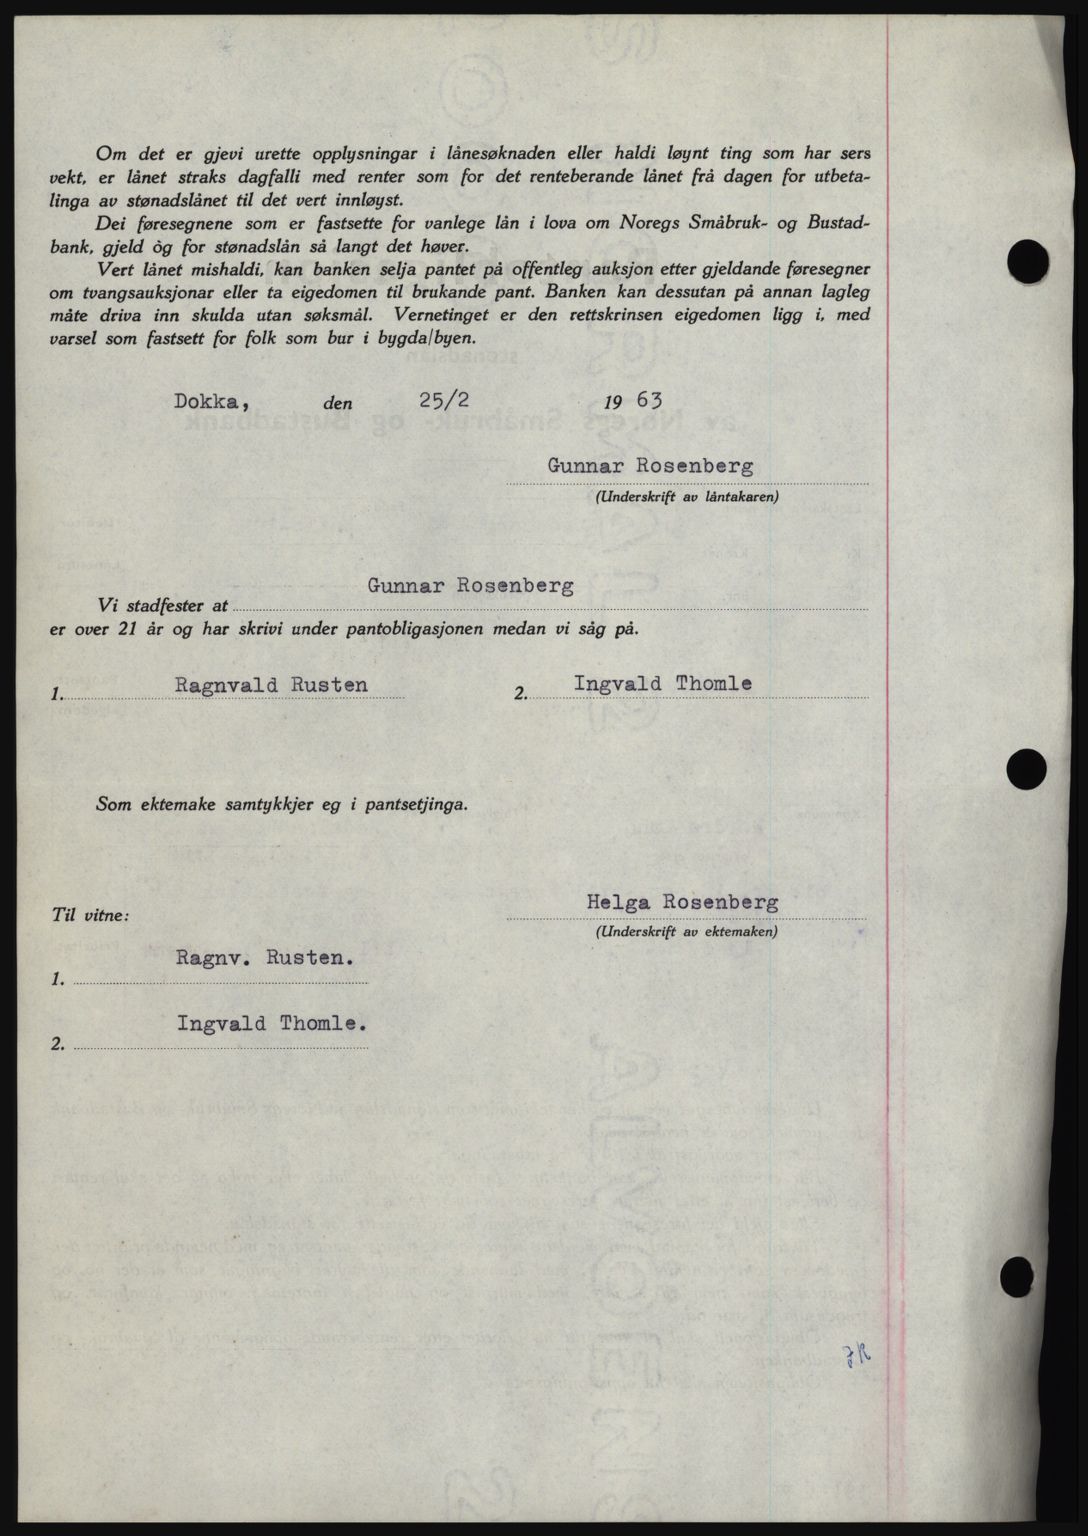 Om det er gjevi urette opplysningar i lånesøknaden eller haldi løynt ting som har sers
vekt, er lånet straks dagfalli med renter som for det renteberande lånet frå dagen for utbeta-
linga av stønadslånet til det vert innløyst.
Dei føresegnene som er fastsette for vanlege lån i lova om Noregs Småbruk- og Bustad-
bank, gjeld òg for stønadslån så langt det høver.
Vert lånet mishaldi, kan banken selja pantet på offentleg auksjon etter gjeldande føresegner
om tvangsauksjonar eller ta eigedomen til brukande pant. Banken kan dessutan på annan lagleg
måte driva inn skulda utan søksmål. Vernetinget er den rettskrinsen eigedomen ligg i, med
varsel som fastsett for folk som bur i bygda/byen.
Dokka, den 25/2 19 63
Gunnar Rosenberg
(Underskrift av låntakaren)
Gunnar Rosenberg
Vi stadfester at
er over 21 år og har skrivi under pantobligasjonen medan vi såg på.
1. Ragnvald Rusten 2. Ingvald Thomle
Som ektemake samtykkjer eg i pantsetjinga.
Helga Rosenberg
Til vitne:
(Underskrift av ektemaken)
Ragnv. Rusten.
1.
Ingvald Thomle.
2.